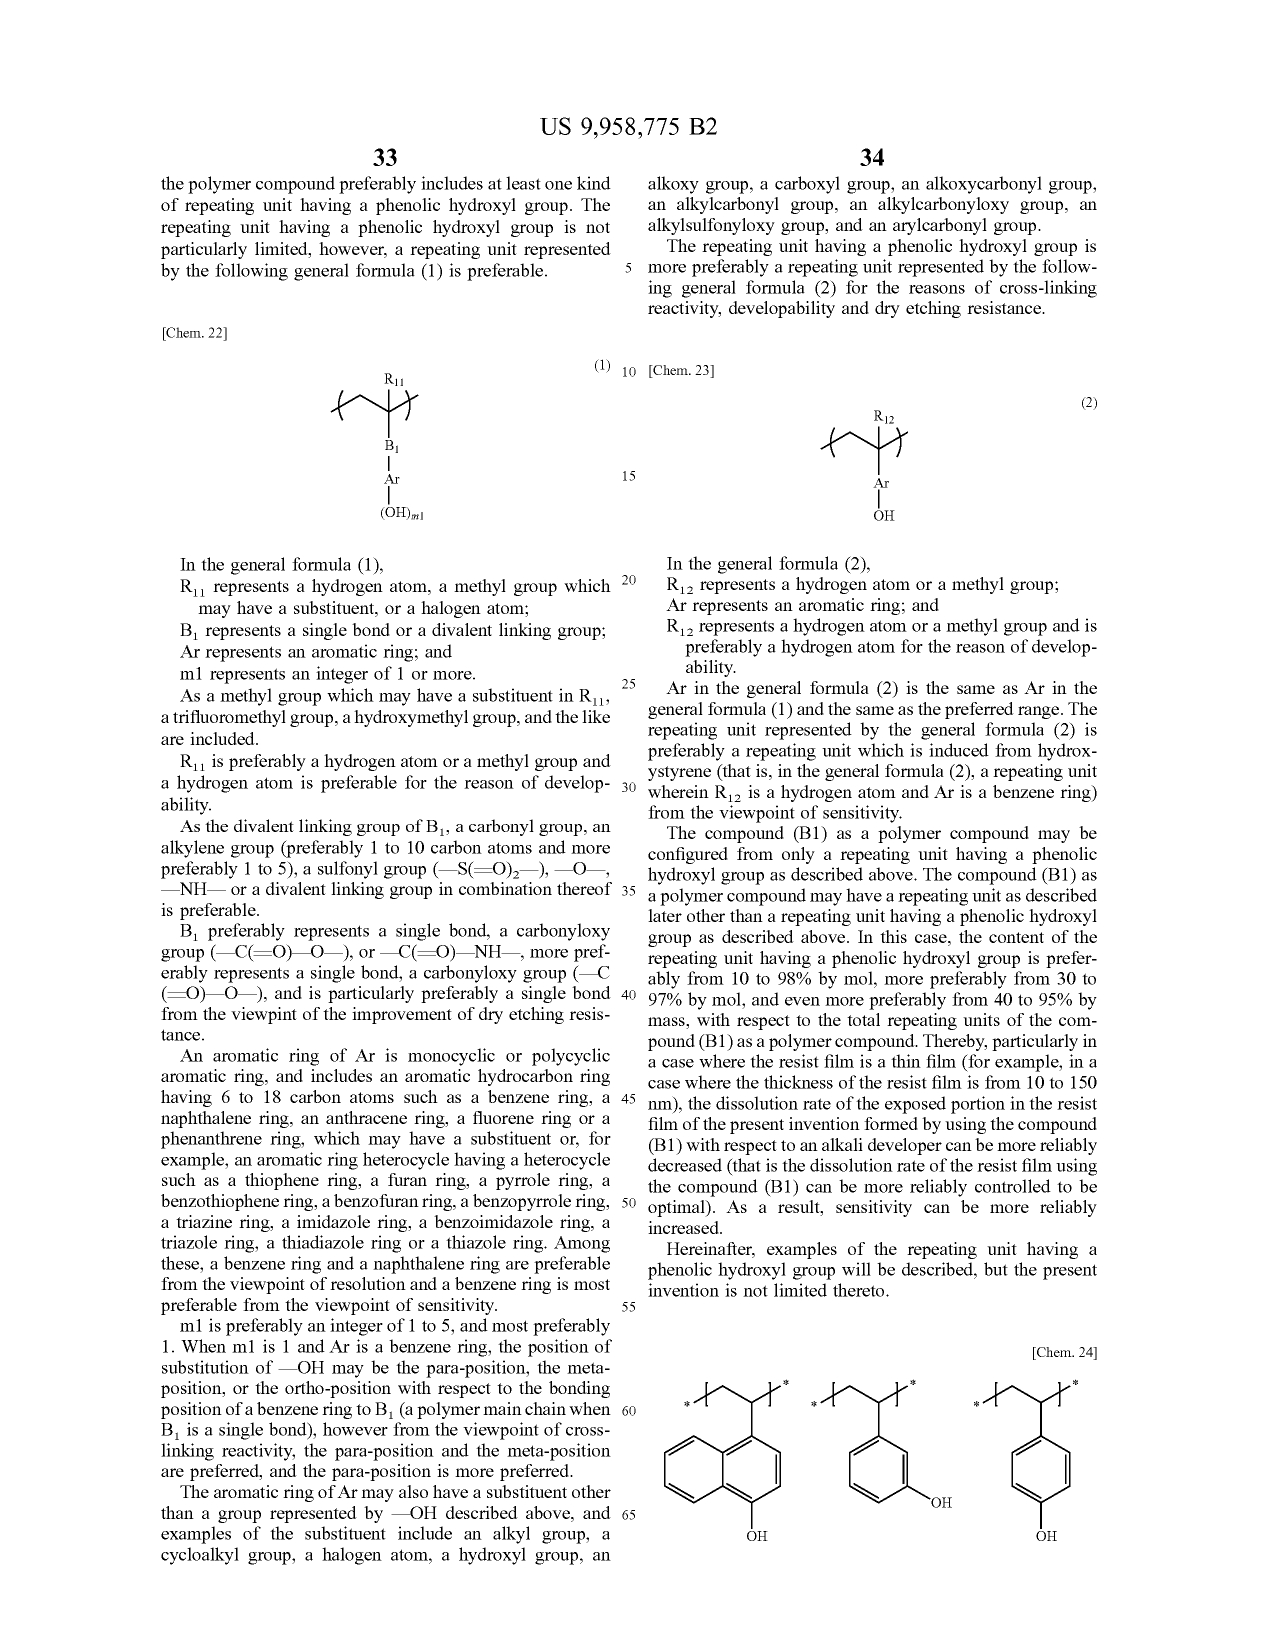 US 9,958,775 B2
33
the polymer compound preferably includes at least one kind
of repeating unit having a phenolic hydroxyl group. The
repeating unit having a phenolic hydroxyl group is not
particularly limited, however, a repeating unit represented
by the following general formula (1) is preferable.
[Chem. 22]
(1)
R₁₁
B₁
Ar
(OH)ₘ₁
In the general formula (1),
R₁₁ represents a hydrogen atom, a methyl group which
may have a substituent, or a halogen atom;
B₁ represents a single bond or a divalent linking group;
Ar represents an aromatic ring; and
m1 represents an integer of 1 or more.
As a methyl group which may have a substituent in R₁₁,
a trifluoromethyl group, a hydroxymethyl group, and the like
are included.
R₁₁ is preferably a hydrogen atom or a methyl group and
a hydrogen atom is preferable for the reason of develop-
ability.
As the divalent linking group of B₁, a carbonyl group, an
alkylene group (preferably 1 to 10 carbon atoms and more
preferably 1 to 5), a sulfonyl group (—S(═O)₂—), —O—,
—NH— or a divalent linking group in combination thereof
is preferable.
B₁ preferably represents a single bond, a carbonyloxy
group (—C(═O)—O—), or —C(═O)—NH—, more pref-
erably represents a single bond, a carbonyloxy group (—C
(═O)—O—), and is particularly preferably a single bond
from the viewpint of the improvement of dry etching resis-
tance.
An aromatic ring of Ar is monocyclic or polycyclic
aromatic ring, and includes an aromatic hydrocarbon ring
having 6 to 18 carbon atoms such as a benzene ring, a
naphthalene ring, an anthracene ring, a fluorene ring or a
phenanthrene ring, which may have a substituent or, for
example, an aromatic ring heterocycle having a heterocycle
such as a thiophene ring, a furan ring, a pyrrole ring, a
benzothiophene ring, a benzofuran ring, a benzopyrrole ring,
a triazine ring, a imidazole ring, a benzoimidazole ring, a
triazole ring, a thiadiazole ring or a thiazole ring. Among
these, a benzene ring and a naphthalene ring are preferable
from the viewpoint of resolution and a benzene ring is most
preferable from the viewpoint of sensitivity.
m1 is preferably an integer of 1 to 5, and most preferably
1. When m1 is 1 and Ar is a benzene ring, the position of
substitution of —OH may be the para-position, the meta-
position, or the ortho-position with respect to the bonding
position of a benzene ring to B₁ (a polymer main chain when
B₁ is a single bond), however from the viewpoint of cross-
linking reactivity, the para-position and the meta-position
are preferred, and the para-position is more preferred.
The aromatic ring of Ar may also have a substituent other
than a group represented by —OH described above, and
examples of the substituent include an alkyl group, a
cycloalkyl group, a halogen atom, a hydroxyl group, an
5
10
15
20
25
30
35
40
45
50
55
60
65
34
alkoxy group, a carboxyl group, an alkoxycarbonyl group,
an alkylcarbonyl group, an alkylcarbonyloxy group, an
alkylsulfonyloxy group, and an arylcarbonyl group.
The repeating unit having a phenolic hydroxyl group is
more preferably a repeating unit represented by the follow-
ing general formula (2) for the reasons of cross-linking
reactivity, developability and dry etching resistance.
[Chem. 23]
(2)
R₁₂
Ar
OH
In the general formula (2),
R₁₂ represents a hydrogen atom or a methyl group;
Ar represents an aromatic ring; and
R₁₂ represents a hydrogen atom or a methyl group and is
preferably a hydrogen atom for the reason of develop-
ability.
Ar in the general formula (2) is the same as Ar in the
general formula (1) and the same as the preferred range. The
repeating unit represented by the general formula (2) is
preferably a repeating unit which is induced from hydrox-
ystyrene (that is, in the general formula (2), a repeating unit
wherein R₁₂ is a hydrogen atom and Ar is a benzene ring)
from the viewpoint of sensitivity.
The compound (B1) as a polymer compound may be
configured from only a repeating unit having a phenolic
hydroxyl group as described above. The compound (B1) as
a polymer compound may have a repeating unit as described
later other than a repeating unit having a phenolic hydroxyl
group as described above. In this case, the content of the
repeating unit having a phenolic hydroxyl group is prefer-
ably from 10 to 98% by mol, more preferably from 30 to
97% by mol, and even more preferably from 40 to 95% by
mass, with respect to the total repeating units of the com-
pound (B1) as a polymer compound. Thereby, particularly in
a case where the resist film is a thin film (for example, in a
case where the thickness of the resist film is from 10 to 150
nm), the dissolution rate of the exposed portion in the resist
film of the present invention formed by using the compound
(B1) with respect to an alkali developer can be more reliably
decreased (that is the dissolution rate of the resist film using
the compound (B1) can be more reliably controlled to be
optimal). As a result, sensitivity can be more reliably
increased.
Hereinafter, examples of the repeating unit having a
phenolic hydroxyl group will be described, but the present
invention is not limited thereto.
[Chem. 24]
* * * * * *
OH
OH
OH